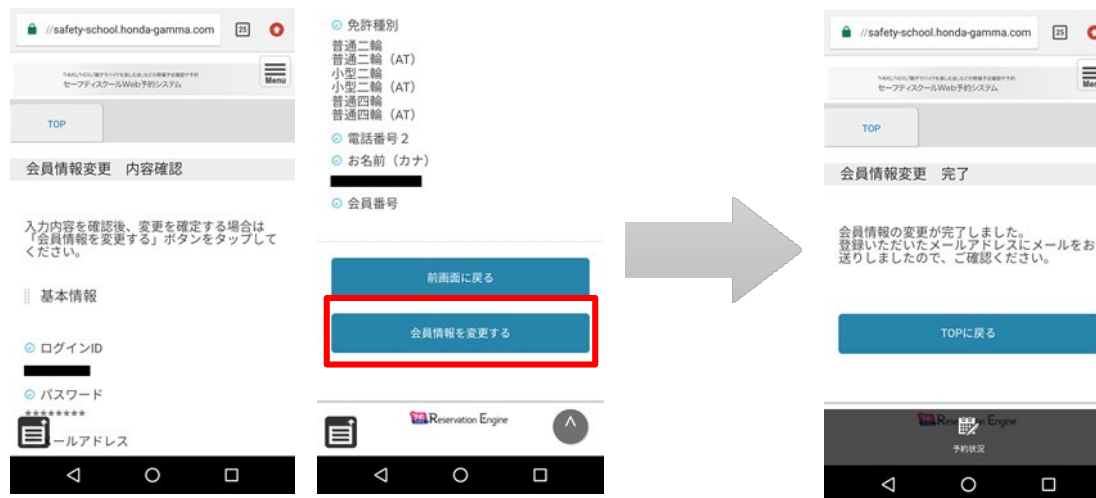 //safety-school.honda-gamma.com
25
セーフティスクールWeb予約システム
Menu
TOP
会員情報変更 内容確認
入力内容を確認後、変更を確定する場合は
「会員情報を変更する」ボタンをタップして
ください。
基本情報
ログインID
パスワード
********
メールアドレス
免許種別
普通二輪
普通二輪（AT）
小型二輪
小型二輪（AT）
普通四輪
普通四輪（AT）
電話番号２
お名前（カナ）
会員番号
前画面に戻る
会員情報を変更する
Reservation Engine
//safety-school.honda-gamma.com
25
セーフティスクールWeb予約システム
TOP
会員情報変更 完了
会員情報の変更が完了しました。
登録いただいたメールアドレスにメールをお
送りしましたので、ご確認ください。
TOPに戻る
予約状況